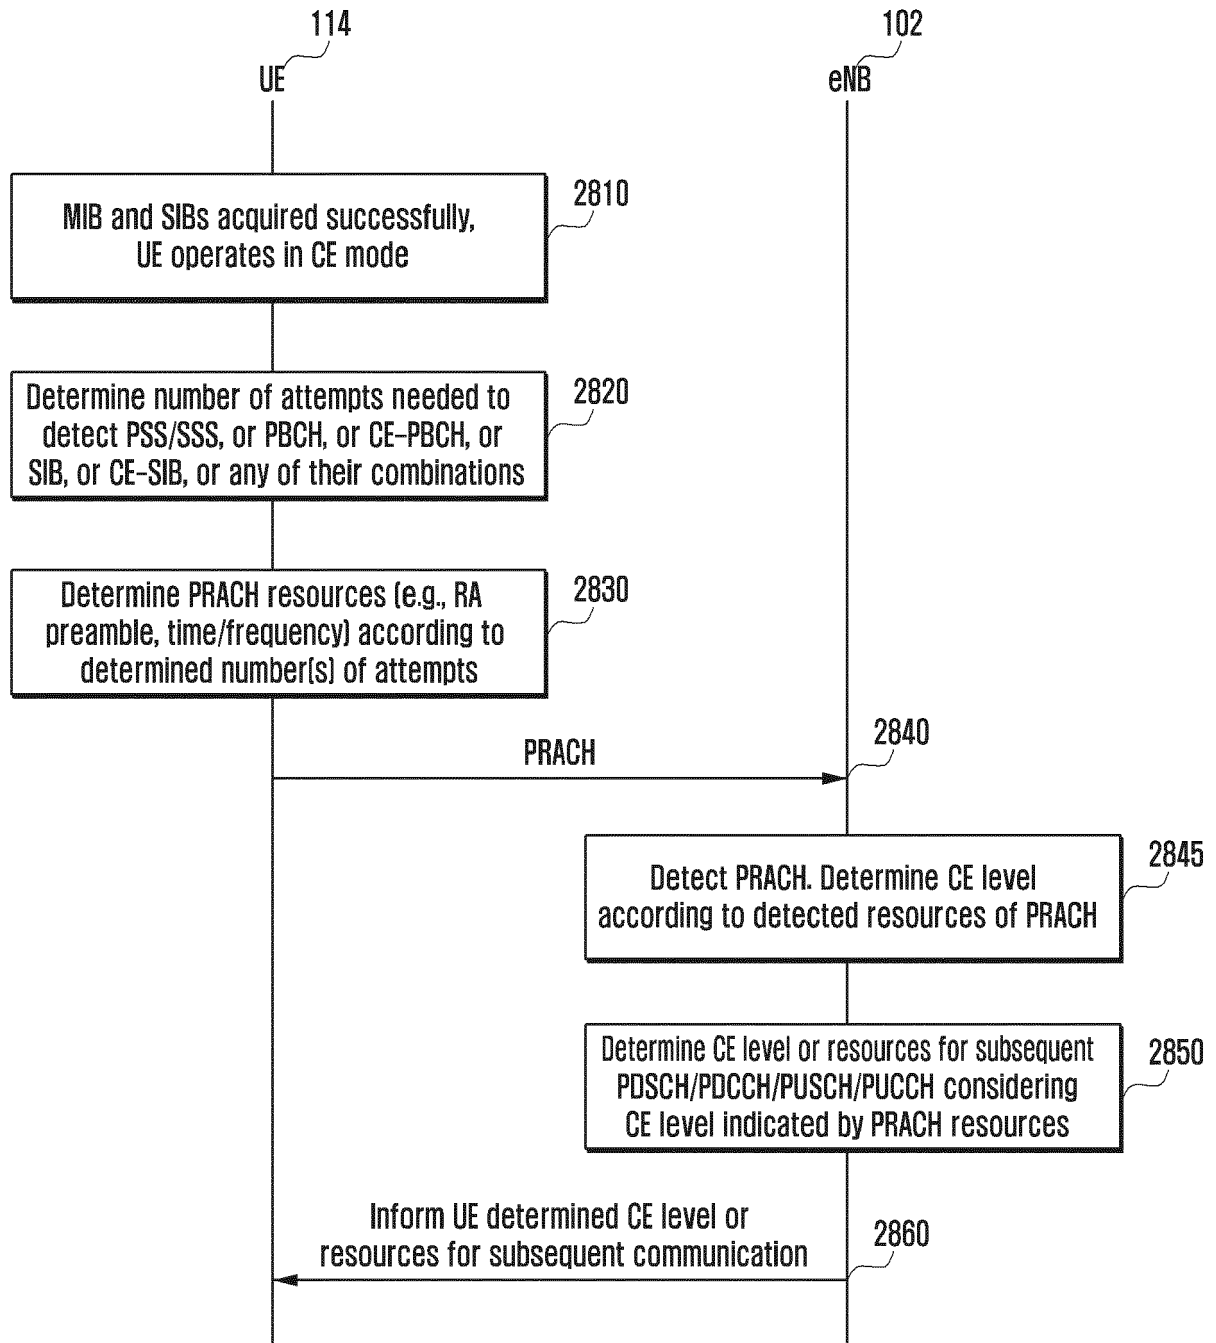 114
102
UE
eNB
2810
MIB and SIBs acquired successfully,
UE operates in CE mode
2820
Determine number of attempts needed to
detect PSS/SSS, or PBCH, or CE-PBCH, or
SIB, or CE-SIB, or any of their combinations
2830
Determine PRACH resources (e.g., RA
preamble, time/frequency) according to
determined number(s) of attempts
PRACH
2840
2845
Detect PRACH. Determine CE level
according to detected resources of PRACH
2850
Determine CE level or resources for subsequent
PDSCH/PDCCH/PUSCH/PUCCH considering
CE level indicated by PRACH resources
Inform UE determined CE level or
resources for subsequent communication
2860